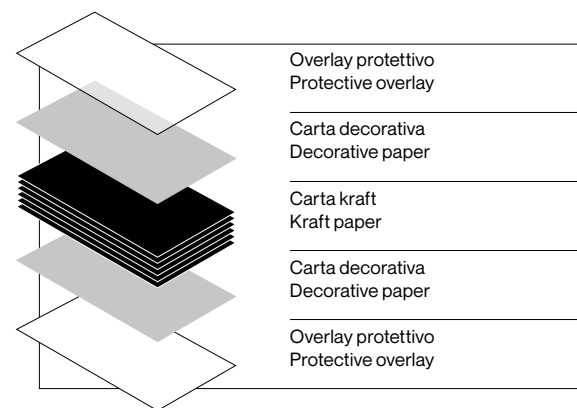 Overlay protettivo
Protective overlay
Carta decorativa
Decorative paper
Carta kraft
Kraft paper
Carta decorativa
Decorative paper
Overlay protettivo
Protective overlay